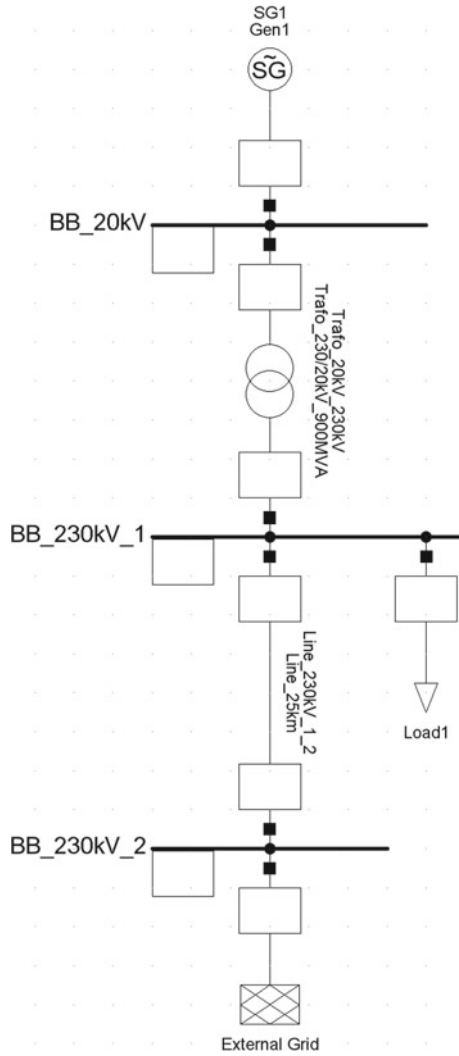 SG1
Gen1
SG
~
BB_20kV
Trafo_20kV_230kV
Trafo_230/20kV_900MVA
BB_230kV_1
Line_230kV_1_2
Line_25km
Load1
BB_230kV_2
External Grid